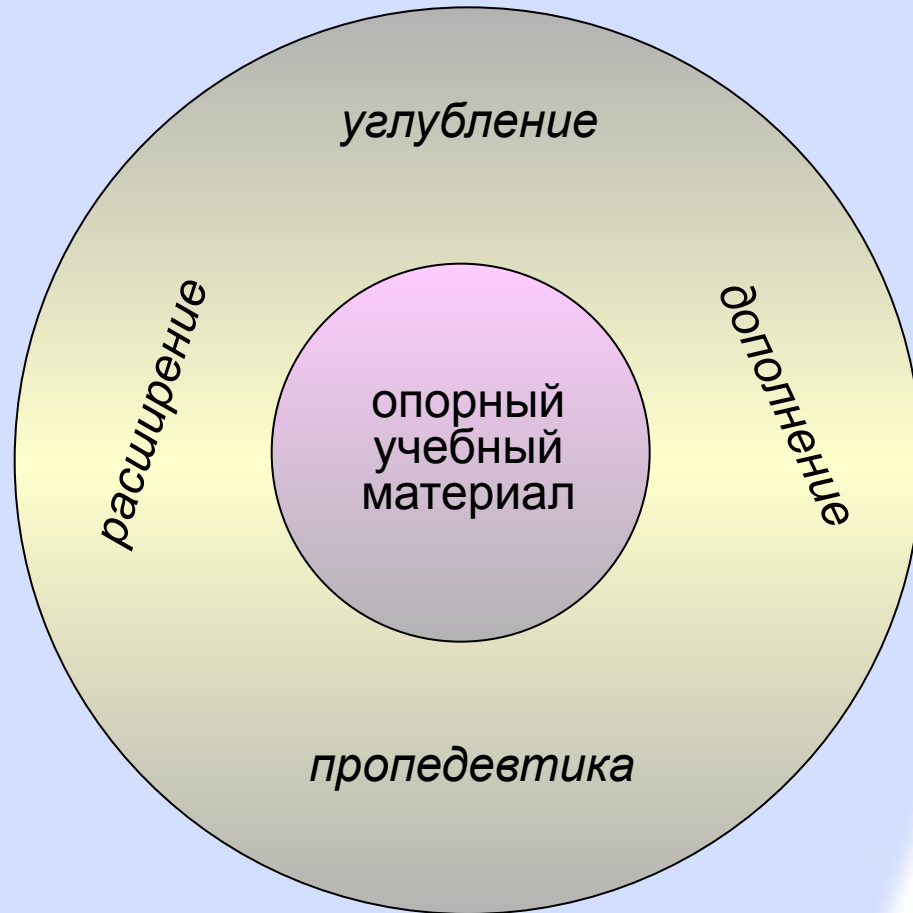 углубление
расширение
дополнение
опорный
учебный
материал
пропедевтика